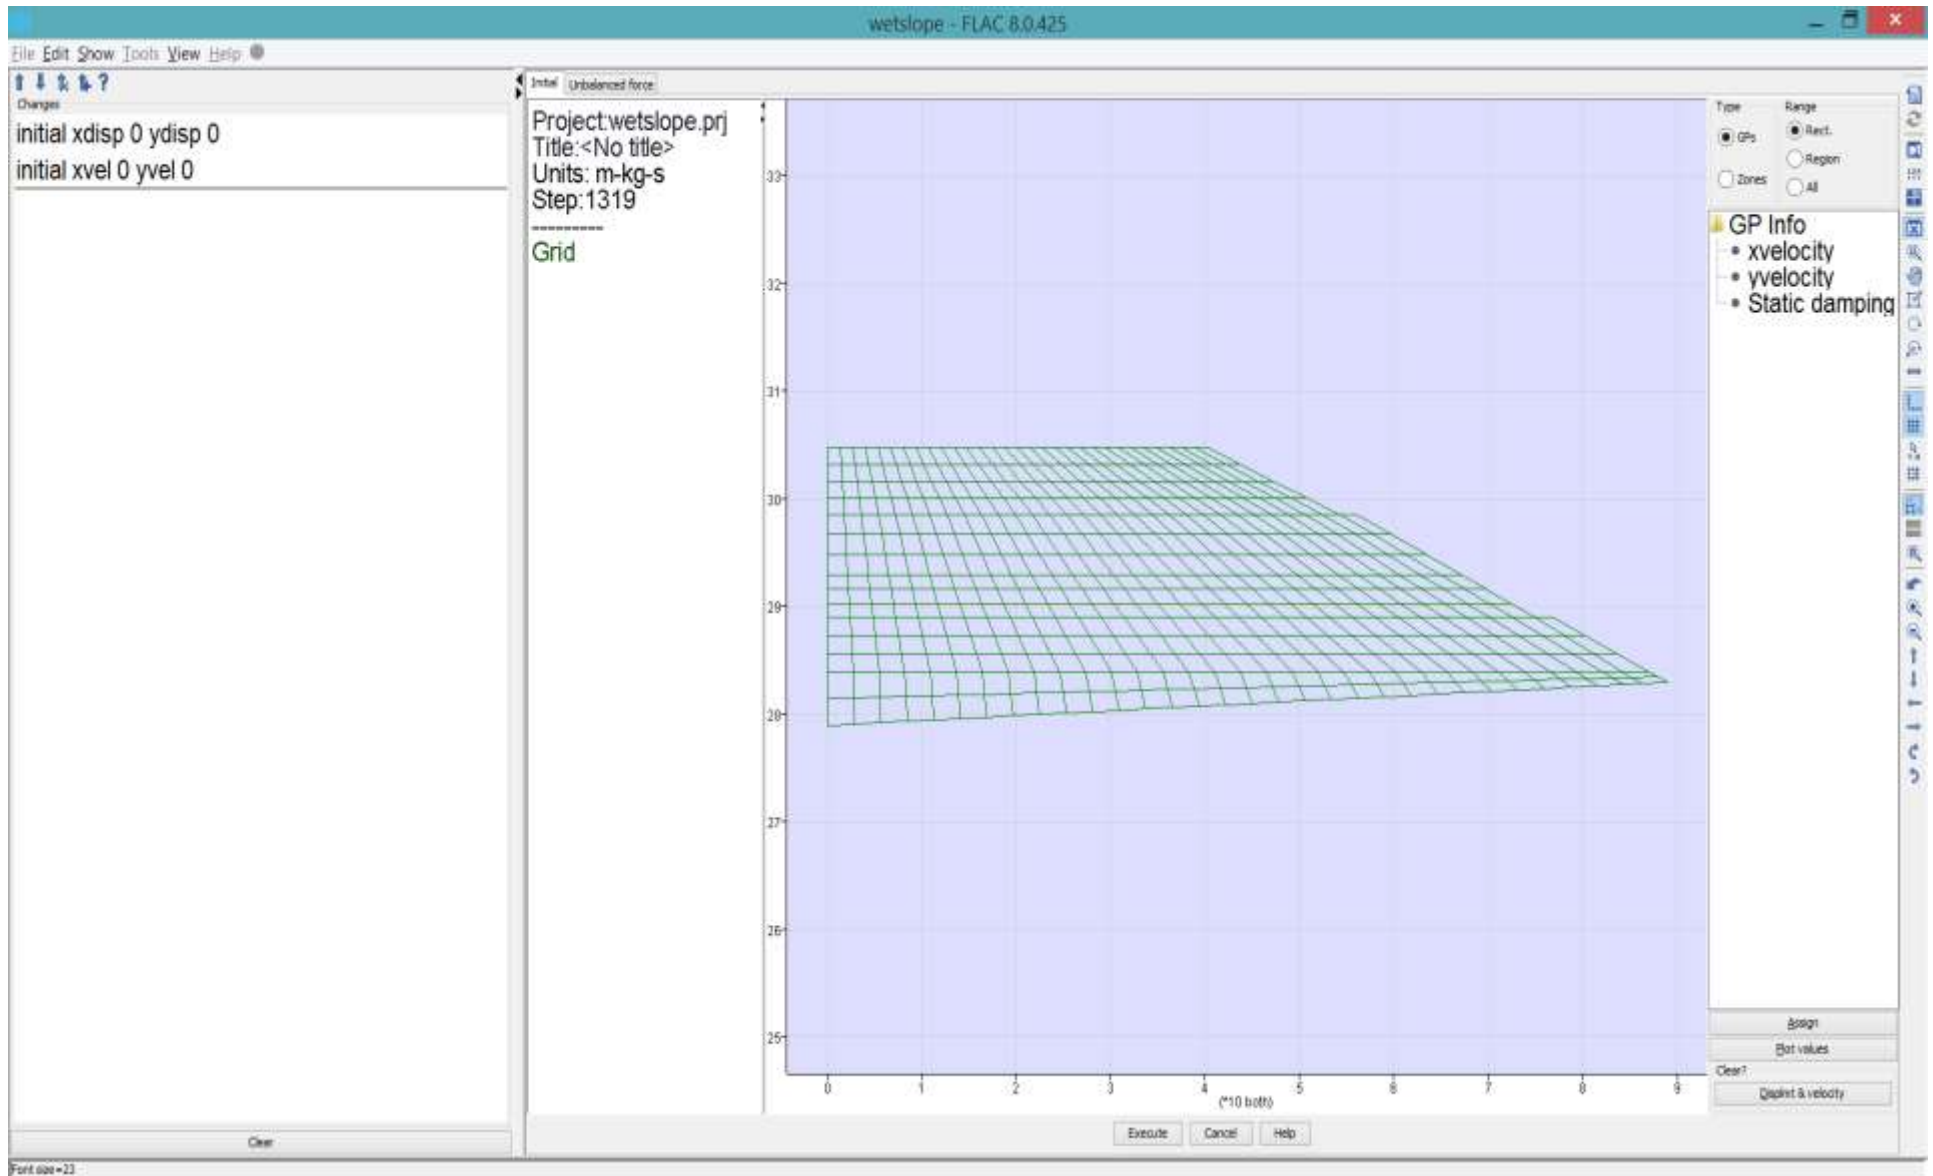 wetslope - FLAC 8.0.425
File Edit Show Tools View Help
?
Changes
initial xdisp 0 ydisp 0
initial xvel 0 yvel 0
Clear
Font size=23
Initial Unbalanced force
Project:wetslope.prj
Title:<No title>
Units: m-kg-s
Step:1319
---------
Grid
33
32
31
30
29
28
27
26
25
0 1 2 3 4 5 6 7 8 9
(*10 both)
Execute Cancel Help
Type Range
GPs Rect.
Region
Zones All
GP Info
xvelocity
yvelocity
Static damping
Assign
Plot values
Clear?
Displmt & velocity